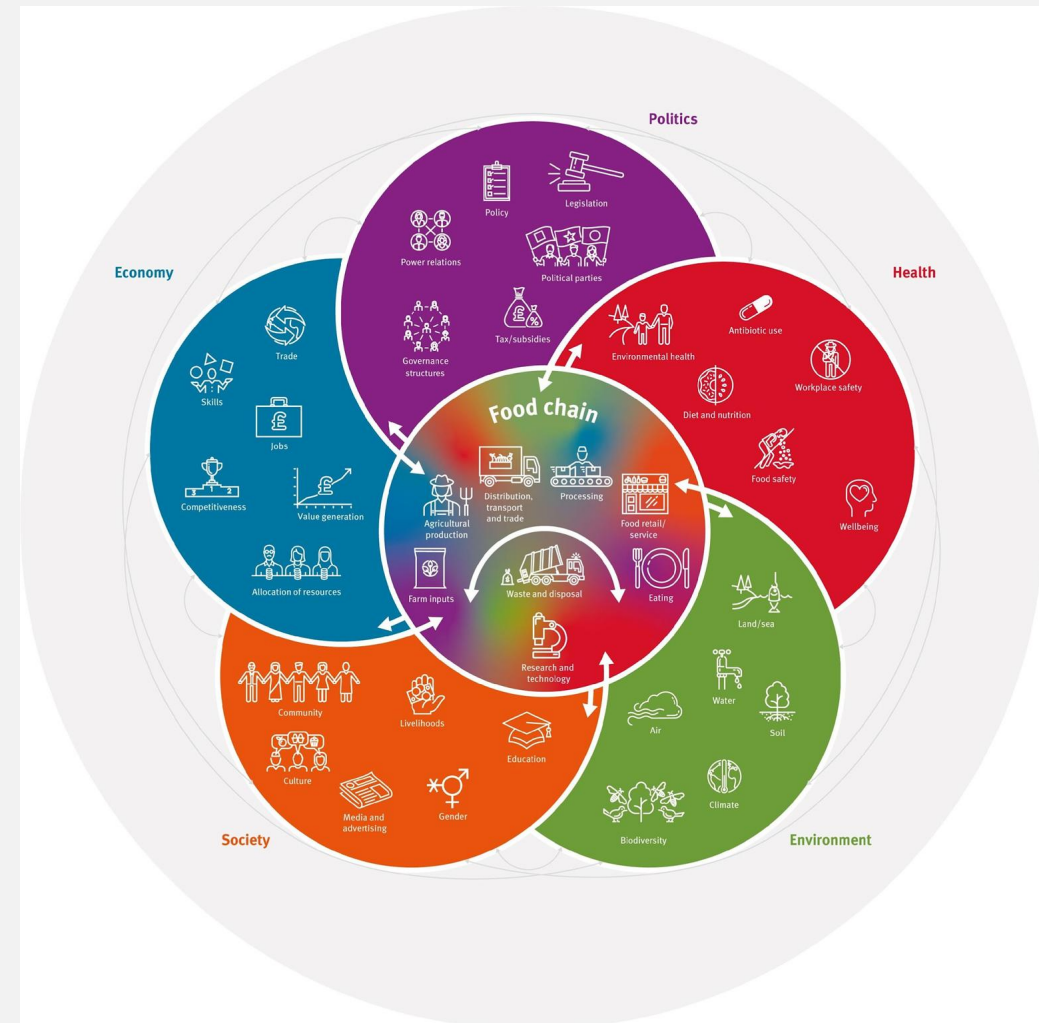 Politics
Policy
Legislation
Power relations
Political parties
Governance
structures
Tax/subsidies
Economy
Trade
Skills
Jobs
Competitiveness
Value generation
Allocation of resources
Health
Environmental health
Antibiotic use
Workplace safety
Diet and nutrition
Food safety
Wellbeing
Food chain
Agricultural
production
Distribution,
transport
and trade
Processing
Food retail/
service
Farm inputs
Waste and disposal
Eating
Research and
technology
Society
Community
Livelihoods
Education
Culture
Media and
advertising
Gender
Environment
Land/sea
Water
Air
Soil
Climate
Biodiversity
£
%
£
£
3
1
2